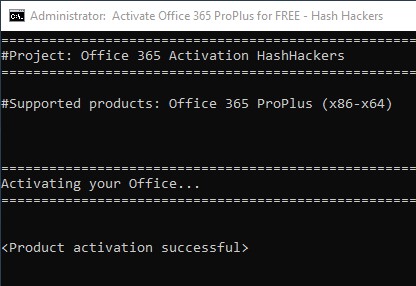 C:\.
Administrator: Activate Office 365 ProPlus for FREE - Hash Hackers
====================================================
#Project: Office 365 Activation HashHackers
====================================================
#Supported products: Office 365 ProPlus (x86-x64)
====================================================
Activating your Office...
====================================================
<Product activation successful>